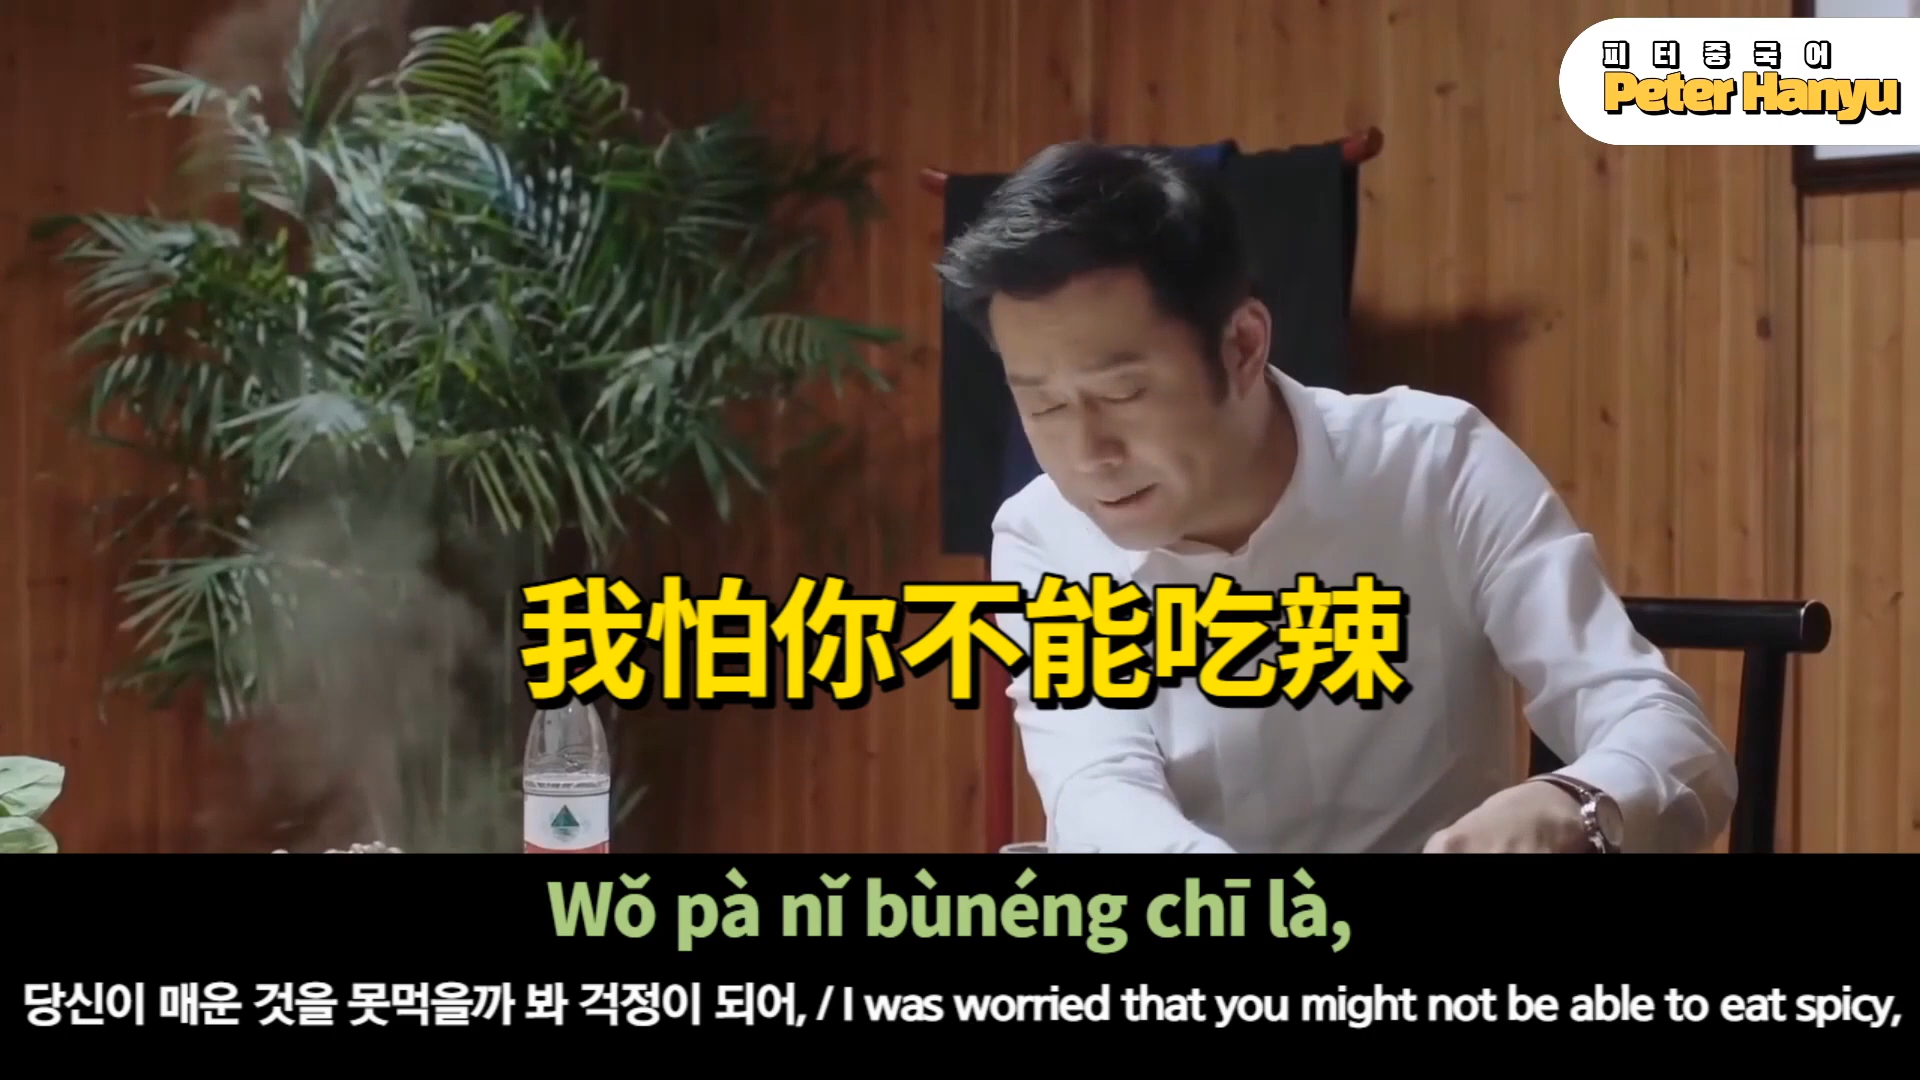 피터중국어
Peter Hanyu
我怕你不能吃辣
Wǒ pà nǐ bùnéng chī là,
당신이 매운 것을 못먹을까 봐 걱정이 되어, / I was worried that you might not be able to eat spicy,